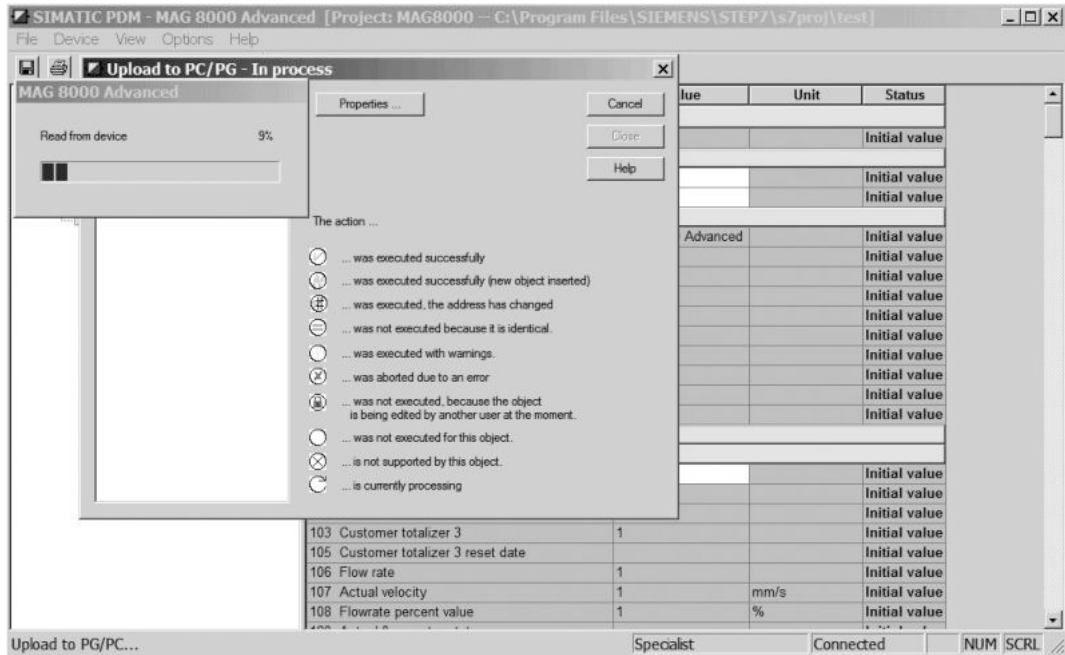 SIMATIC PDM - MAG 8000 Advanced [Project: MAG8000 -- C:\Program Files\SIEMENS\STEP7\s7proj\test]
File Device View Options Help
Upload to PC/PG - In process
MAG 8000 Advanced
Read from device 9%
Properties ...
Cancel
Close
Help
The action ...
... was executed successfully
... was executed successfully (new object inserted)
... was executed, the address has changed
... was not executed because it is identical.
... was executed with warnings.
... was aborted due to an error
... was not executed, because the object
is being edited by another user at the moment.
... was not executed for this object.
... is not supported by this object.
... is currently processing
lue Unit Status
Initial value
Initial value
Initial value
Advanced Initial value
Initial value
Initial value
Initial value
Initial value
Initial value
Initial value
Initial value
Initial value
Initial value
Initial value
Initial value
Initial value
103 Customer totalizer 3 1 Initial value
105 Customer totalizer 3 reset date Initial value
106 Flow rate 1 Initial value
107 Actual velocity 1 mm/s Initial value
108 Flowrate percent value 1 % Initial value
Upload to PG/PC... Specialist Connected NUM SCRL